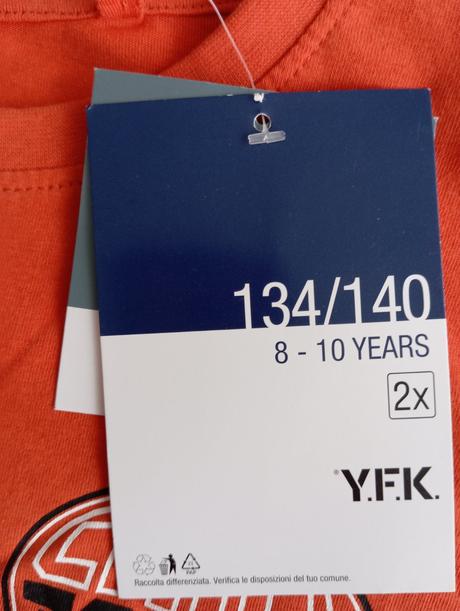 134/140
8 - 10 YEARS
2x
®Y.F.K.
Raccolta differenziata. Verifica le disposizioni del tuo comune.